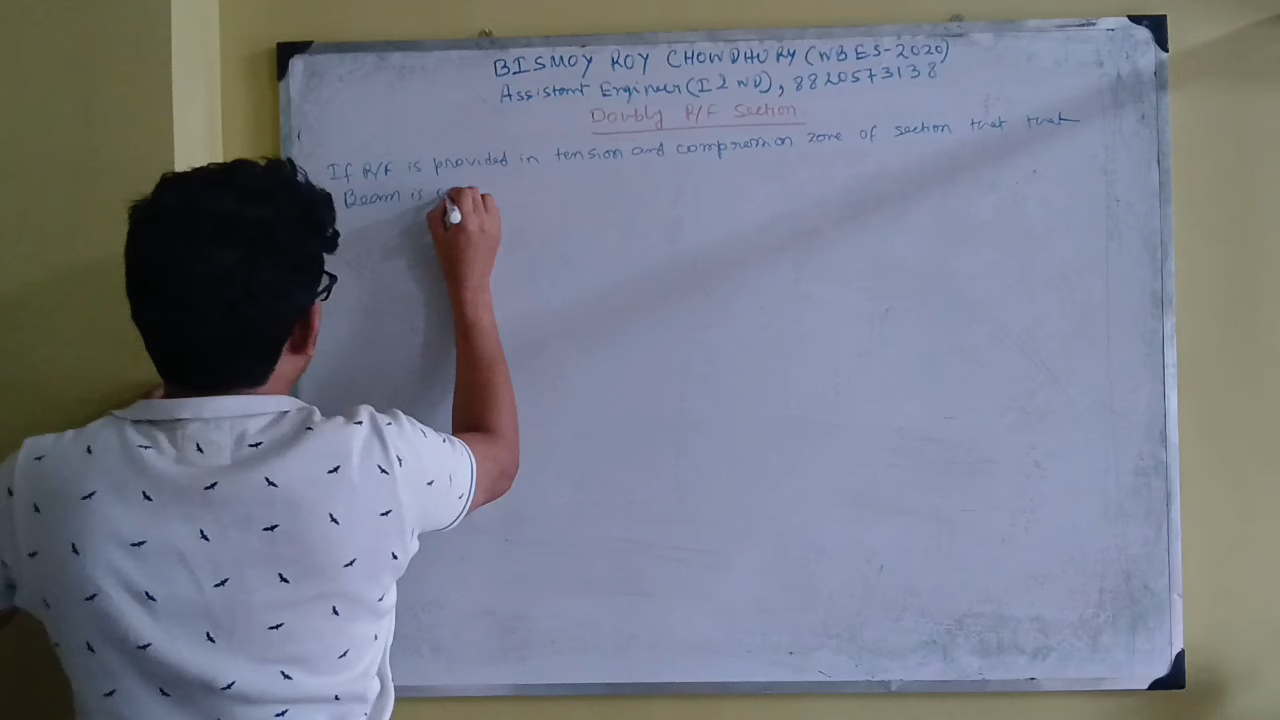 BISMOY ROY CHOWDHURY (WBES-2020)
Assistant Engineer (I & WD), 8820573138
Doubly R/F Section
If R/F is provided in tension and compression zone of section that that
Beam is